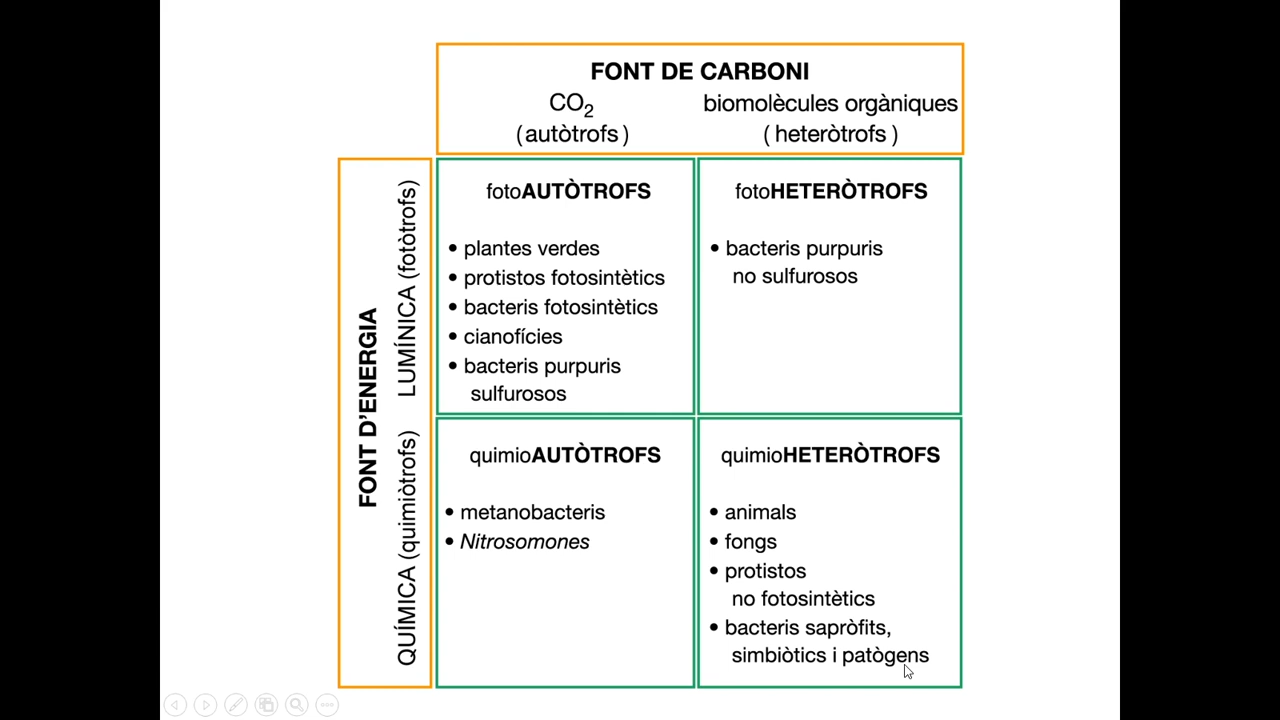 FONT DE CARBONI
CO₂
(autòtrofs)
biomolècules orgàniques
(heteròtrofs)
FONT D'ENERGIA
LUMÍNICA (fotòtrofs)
QUÍMICA (quimiòtrofs)
fotoAUTÒTROFS
• plantes verdes
• protistos fotosintètics
• bacteris fotosintètics
• cianofícies
• bacteris purpuris
sulfurosos
fotoHETERÒTROFS
• bacteris purpuris
no sulfurosos
quimioAUTÒTROFS
• metanobacteris
• Nitrosomones
quimioHETERÒTROFS
• animals
• fongs
• protistos
no fotosintètics
• bacteris sapròfits,
simbiòtics i patògens